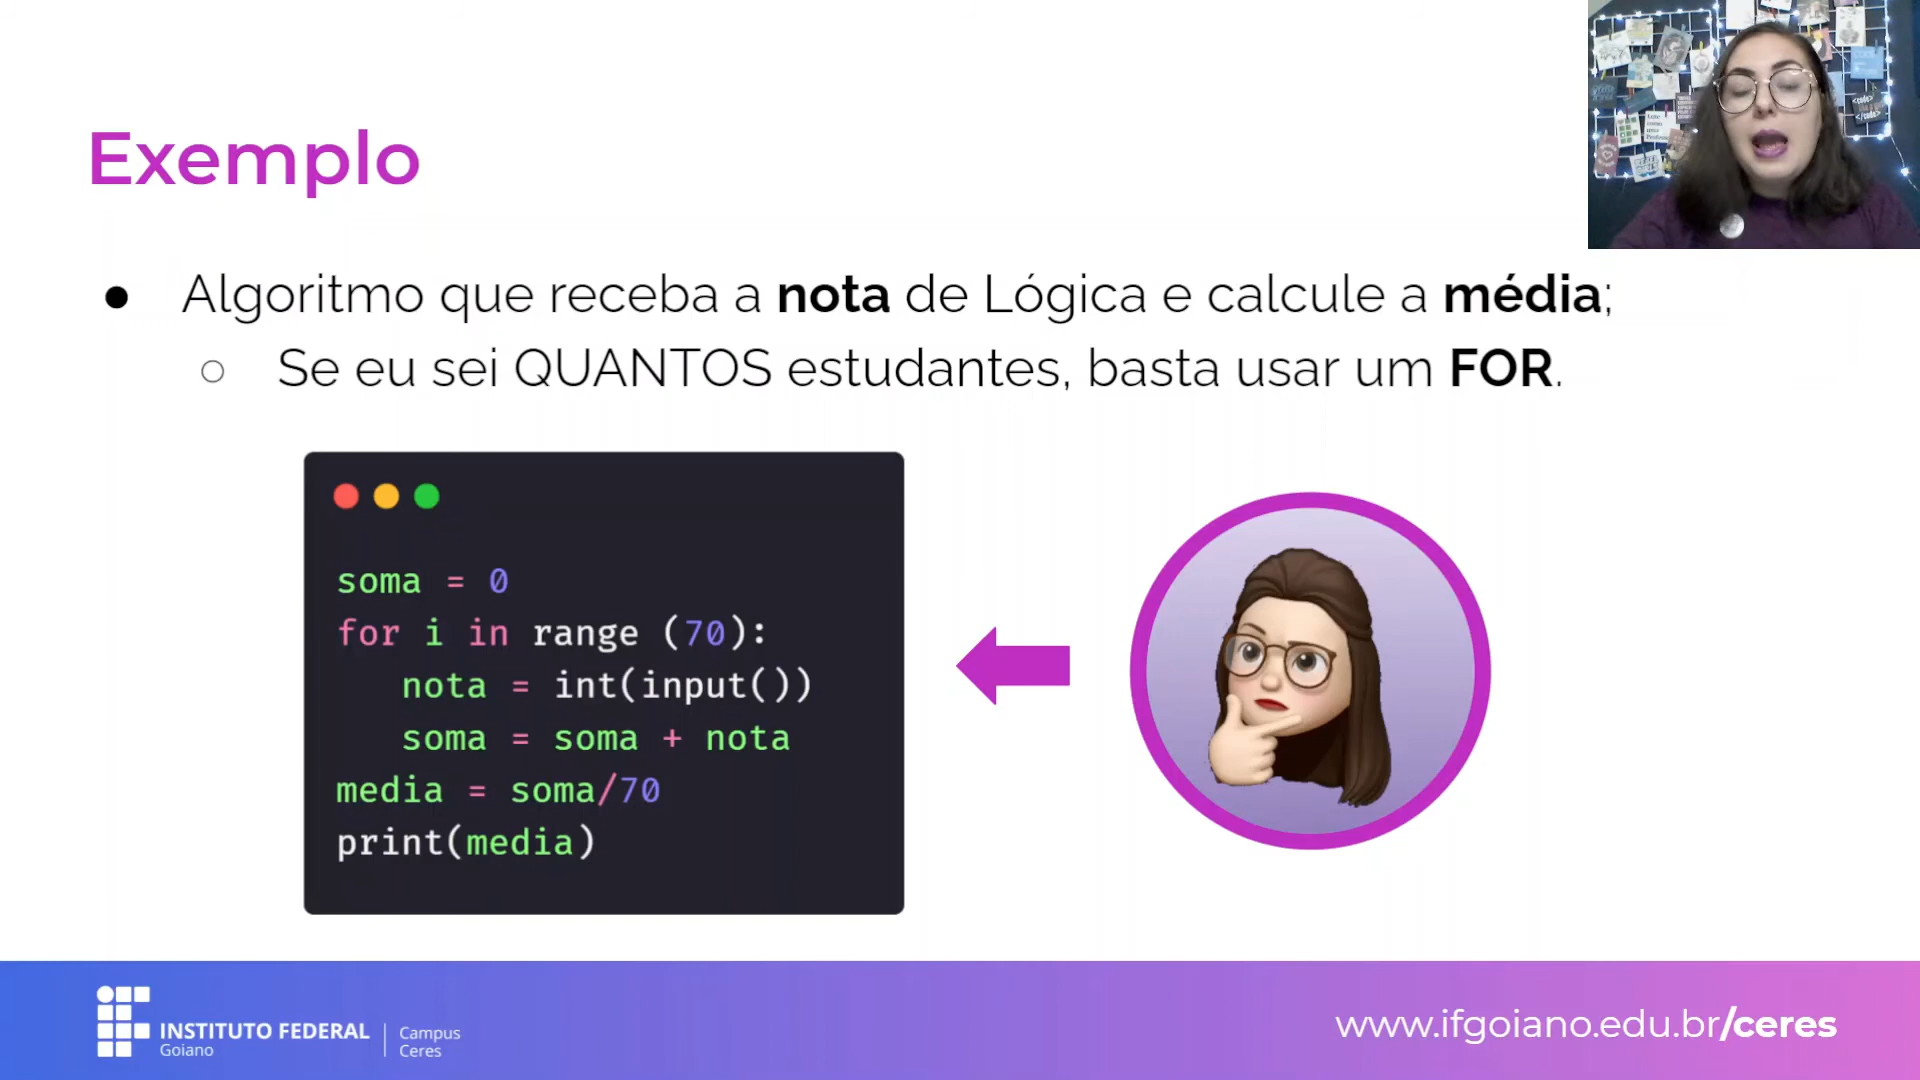 Exemplo
● Algoritmo que receba a nota de Lógica e calcule a média;
○ Se eu sei QUANTOS estudantes, basta usar um FOR.
soma = 0
for i in range (70):
nota = int(input())
soma = soma + nota
media = soma/70
print(media)
INSTITUTO FEDERAL
Goiano
Campus
Ceres
www.ifgoiano.edu.br/ceres